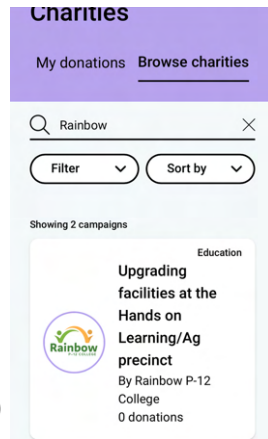 Charities
My donations Browse charities
Rainbow
Filter Sort by
Showing 2 campaigns
Education
Upgrading
facilities at the
Hands on
Learning/Ag
precinct
By Rainbow P-12
College
0 donations
Rainbow
P-12 COLLEGE